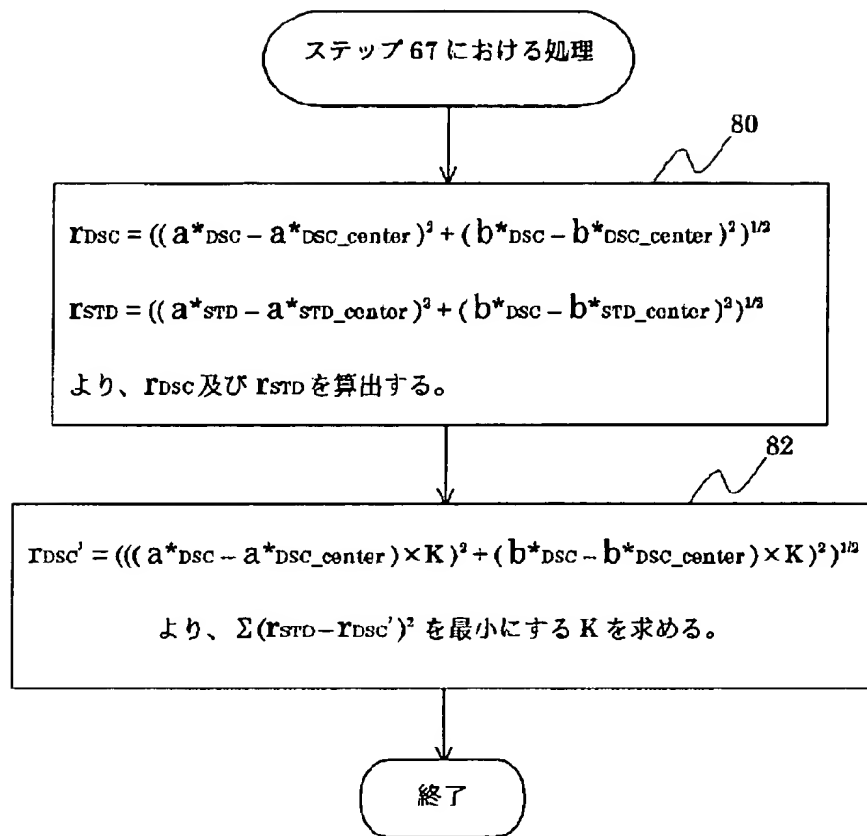 ステップ 67 における処理
80
rDSC = (( a*DSC − a*DSC_center )² + ( b*DSC − b*DSC_center )² )^1/2
rSTD = (( a*STD − a*STD_center )² + ( b*DSC − b*STD_center )²)^1/2
より、rDSC 及び rSTD を算出する。
82
rDSC' = ((( a*DSC − a*DSC_center ) × K )² + ( b*DSC − b*DSC_center ) × K )² )^1/2
より、 Σ(rSTD−rDSC')² を最小にする K を求める。
終了